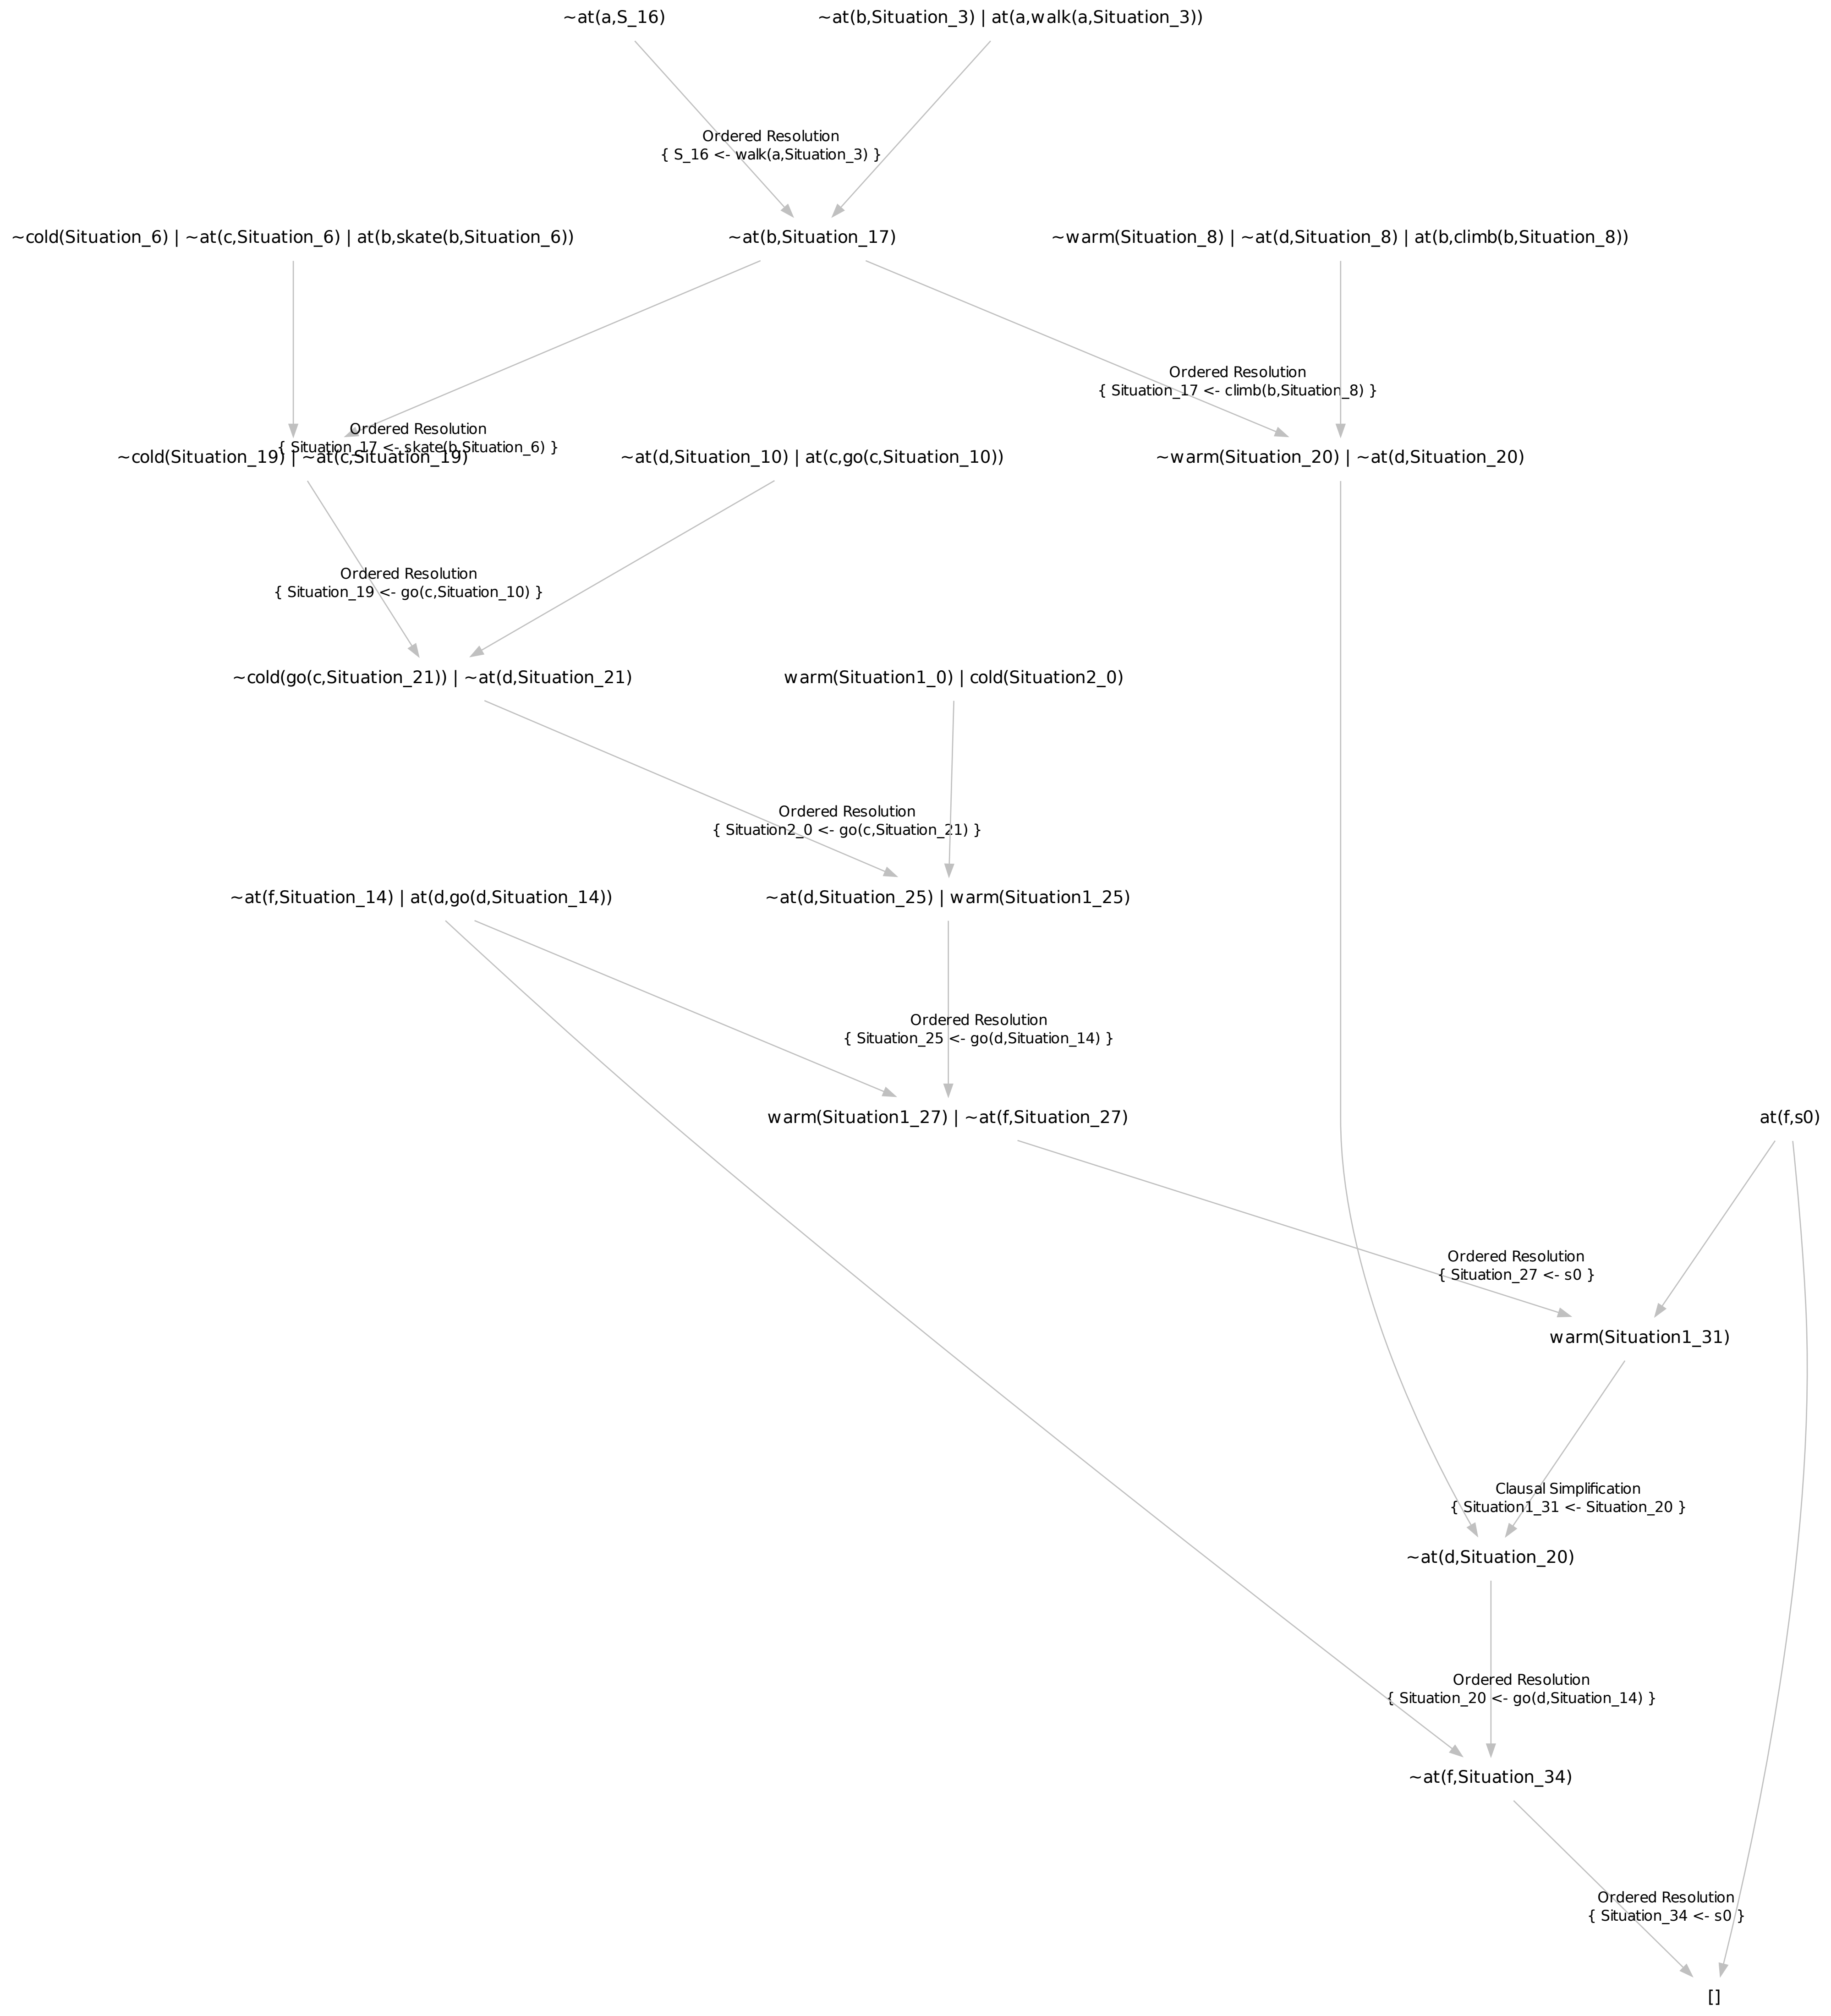 ~at(a,S_16)
~at(b,Situation_3) | at(a,walk(a,Situation_3))
Ordered Resolution
{ S_16 <- walk(a,Situation_3) }
~cold(Situation_6) | ~at(c,Situation_6) | at(b,skate(b,Situation_6))
~at(b,Situation_17)
~warm(Situation_8) | ~at(d,Situation_8) | at(b,climb(b,Situation_8))
Ordered Resolution
{ Situation_17 <- climb(b,Situation_8) }
Ordered Resolution
{ Situation_17 <- skate(b,Situation_6) }
~cold(Situation_19) | ~at(c,Situation_19)
~at(d,Situation_10) | at(c,go(c,Situation_10))
~warm(Situation_20) | ~at(d,Situation_20)
Ordered Resolution
{ Situation_19 <- go(c,Situation_10) }
~cold(go(c,Situation_21)) | ~at(d,Situation_21)
warm(Situation1_0) | cold(Situation2_0)
Ordered Resolution
{ Situation2_0 <- go(c,Situation_21) }
~at(f,Situation_14) | at(d,go(d,Situation_14))
~at(d,Situation_25) | warm(Situation1_25)
Ordered Resolution
{ Situation_25 <- go(d,Situation_14) }
warm(Situation1_27) | ~at(f,Situation_27)
at(f,s0)
Ordered Resolution
{ Situation_27 <- s0 }
warm(Situation1_31)
Clausal Simplification
{ Situation1_31 <- Situation_20 }
~at(d,Situation_20)
Ordered Resolution
{ Situation_20 <- go(d,Situation_14) }
~at(f,Situation_34)
Ordered Resolution
{ Situation_34 <- s0 }
[]